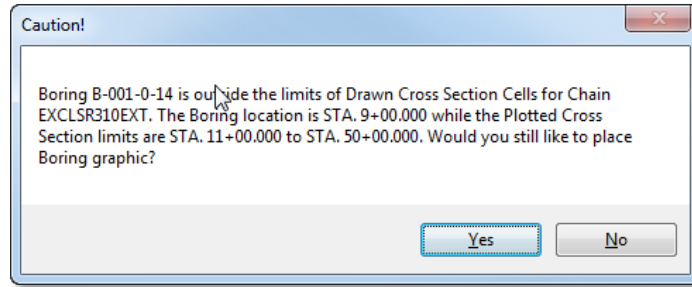 Caution!
Boring B-001-0-14 is outside the limits of Drawn Cross Section Cells for Chain
EXCLSR310EXT. The Boring location is STA. 9+00.000 while the Plotted Cross
Section limits are STA. 11+00.000 to STA. 50+00.000. Would you still like to place
Boring graphic?
Yes
No